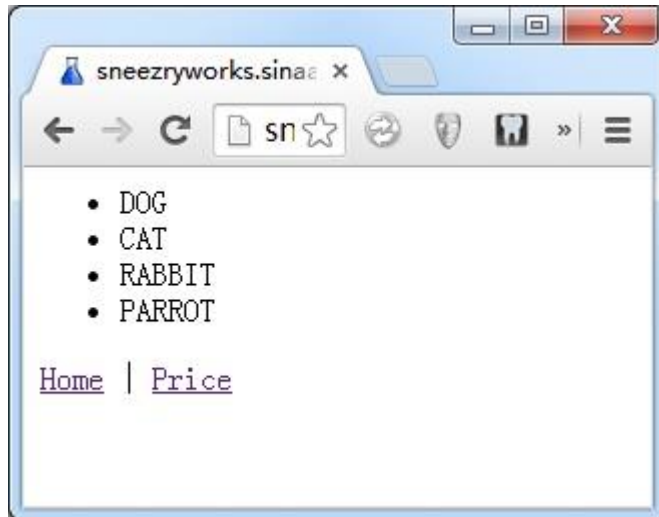 sneezryworks.sinaa
sn
DOG
CAT
RABBIT
PARROT
Home | Price